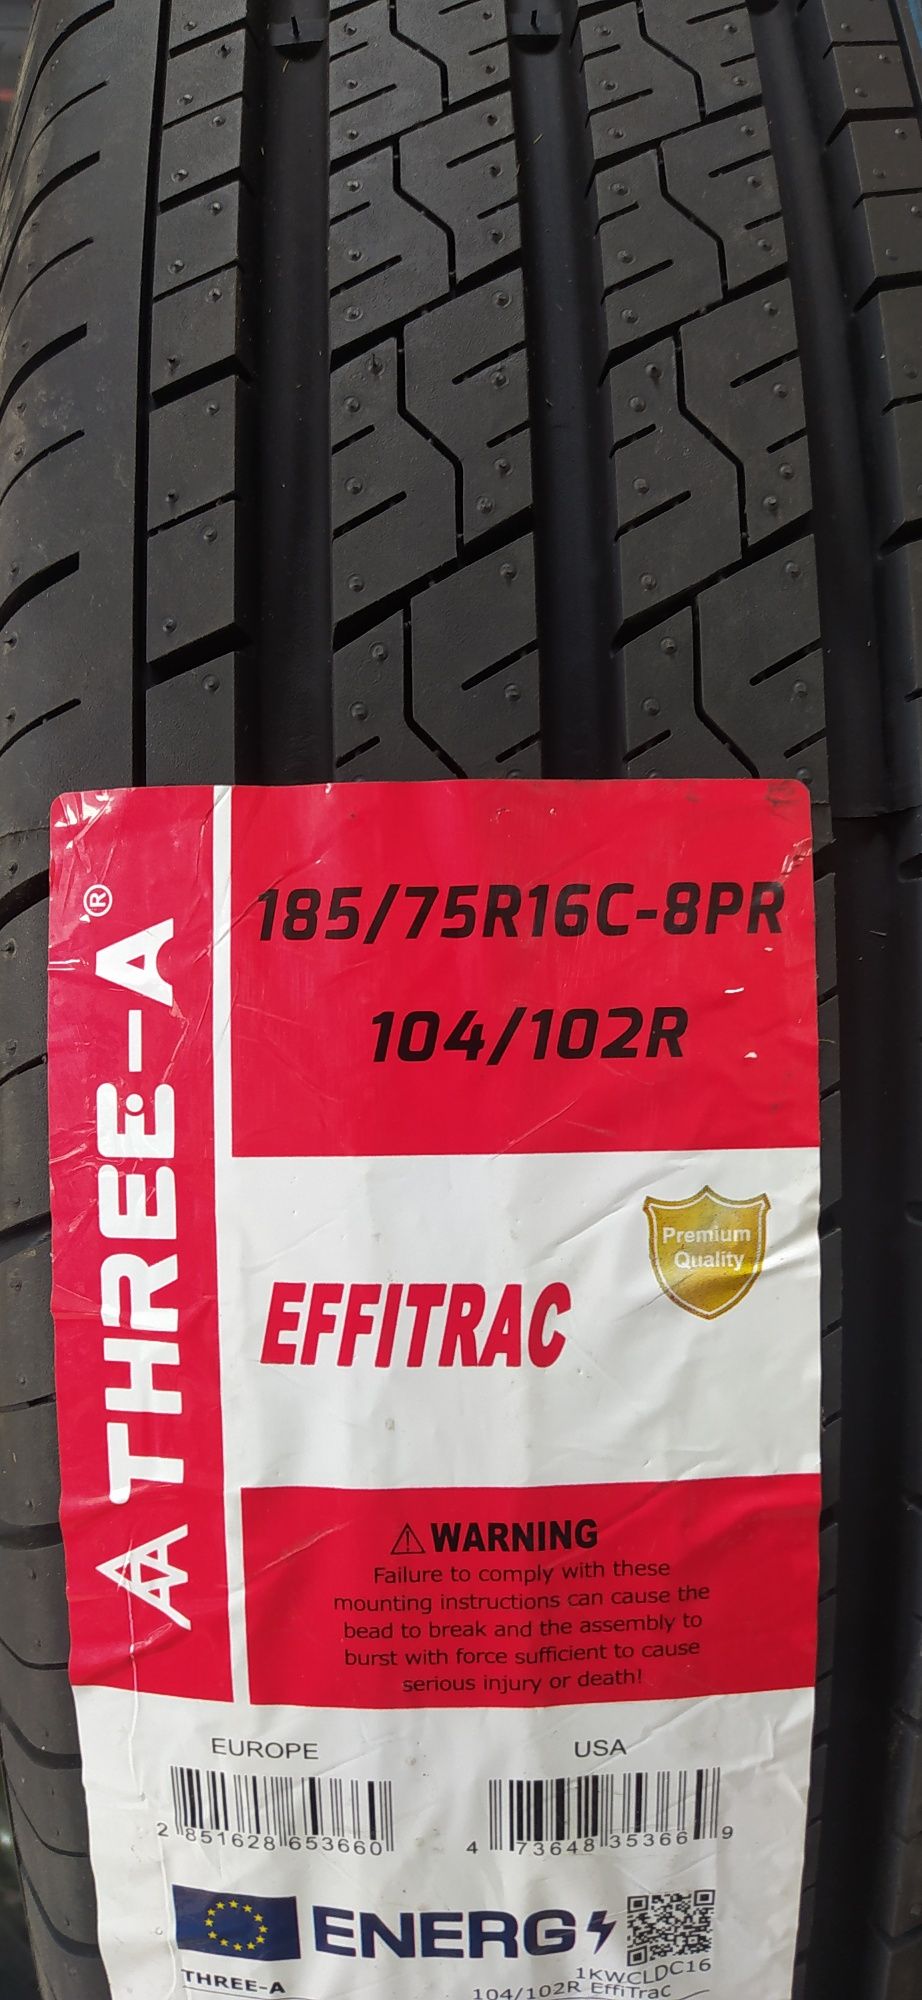 THREE-A®
185/75R16C-8PR
104/102R
Premium
Quality
EFFITRAC
WARNING
Failure to comply with these
mounting instructions can cause the
bead to break and the assembly to
burst with force sufficient to cause
serious injury or death!
EUROPE
USA
2 851628 653660
4 73648 35366 9
ENERG
1KWCLDC16
THREE-A
104/102R EffiTrac